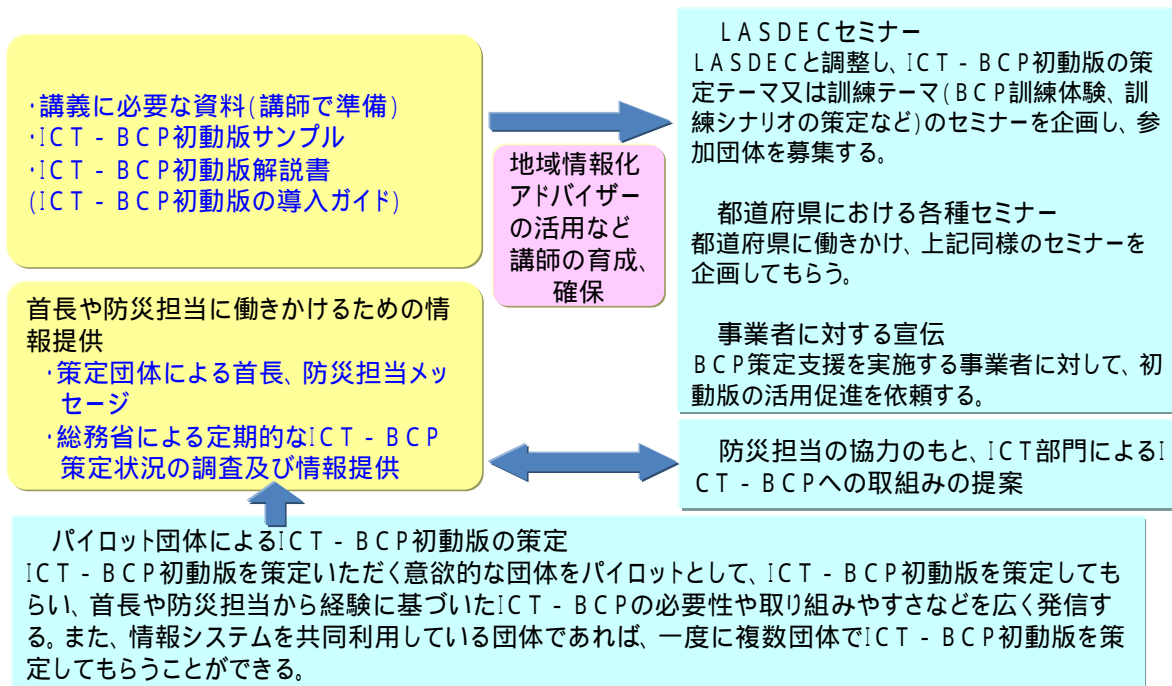 ・講義に必要な資料(講師で準備)
・ICT‐BCP初動版サンプル
・ICT‐BCP初動版解説書
(ICT‐BCP初動版の導入ガイド)
首長や防災担当に働きかけるための情
報提供
・策定団体による首長、防災担当メッ
セージ
・総務省による定期的なICT‐BCP
策定状況の調査及び情報提供
地域情報化
アドバイザー
の活用など
講師の育成、
確保
LASDECセミナー
LASDECと調整し、ICT‐BCP初動版の策
定テーマ又は訓練テーマ(BCP訓練体験、訓
練シナリオの策定など)のセミナーを企画し、参
加団体を募集する。
都道府県における各種セミナー
都道府県に働きかけ、上記同様のセミナーを
企画してもらう。
事業者に対する宣伝
BCP策定支援を実施する事業者に対して、初
動版の活用促進を依頼する。
防災担当の協力のもと、ICT部門によるI
CT‐BCPへの取組みの提案
パイロット団体によるICT‐BCP初動版の策定
ICT‐BCP初動版を策定いただく意欲的な団体をパイロットとして、ICT‐BCP初動版を策定しても
らい、首長や防災担当から経験に基づいたICT‐BCPの必要性や取り組みやすさなどを広く発信す
る。また、情報システムを共同利用している団体であれば、一度に複数団体でICT‐BCP初動版を策
定してもらうことができる。